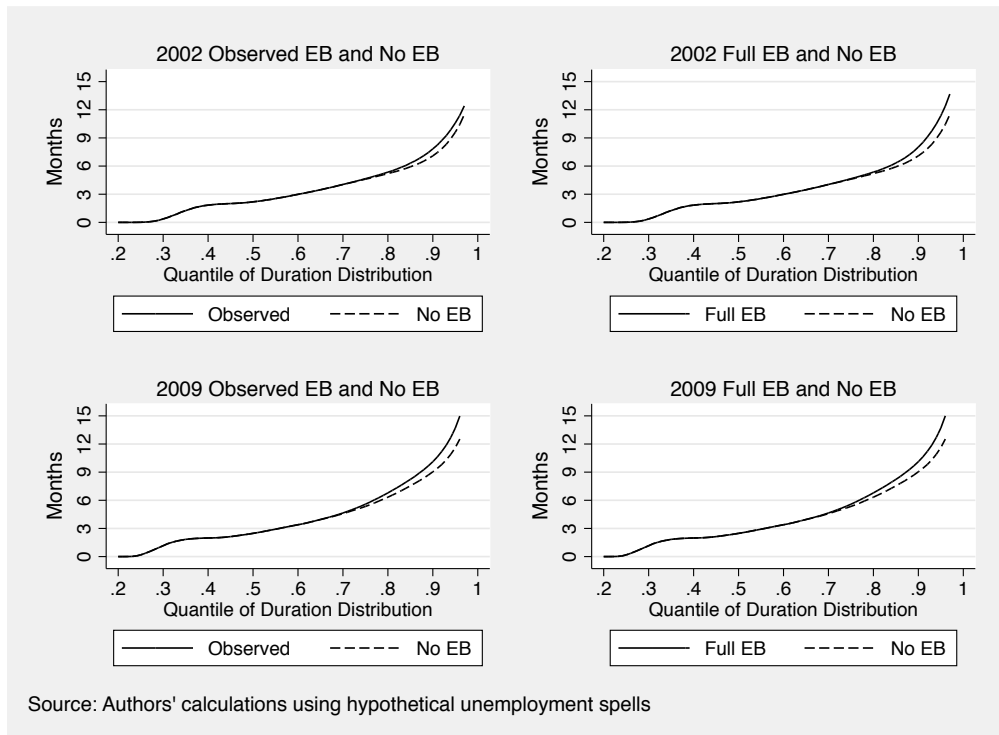 2002 Observed EB and No EB
Months
15
12
9
6
3
0
.2 .3 .4 .5 .6 .7 .8 .9 1
Quantile of Duration Distribution
Observed No EB
2002 Full EB and No EB
Months
15
12
9
6
3
0
.2 .3 .4 .5 .6 .7 .8 .9 1
Quantile of Duration Distribution
Full EB No EB
2009 Observed EB and No EB
Months
15
12
9
6
3
0
.2 .3 .4 .5 .6 .7 .8 .9 1
Quantile of Duration Distribution
Observed No EB
2009 Full EB and No EB
Months
15
12
9
6
3
0
.2 .3 .4 .5 .6 .7 .8 .9 1
Quantile of Duration Distribution
Full EB No EB
Source: Authors' calculations using hypothetical unemployment spells